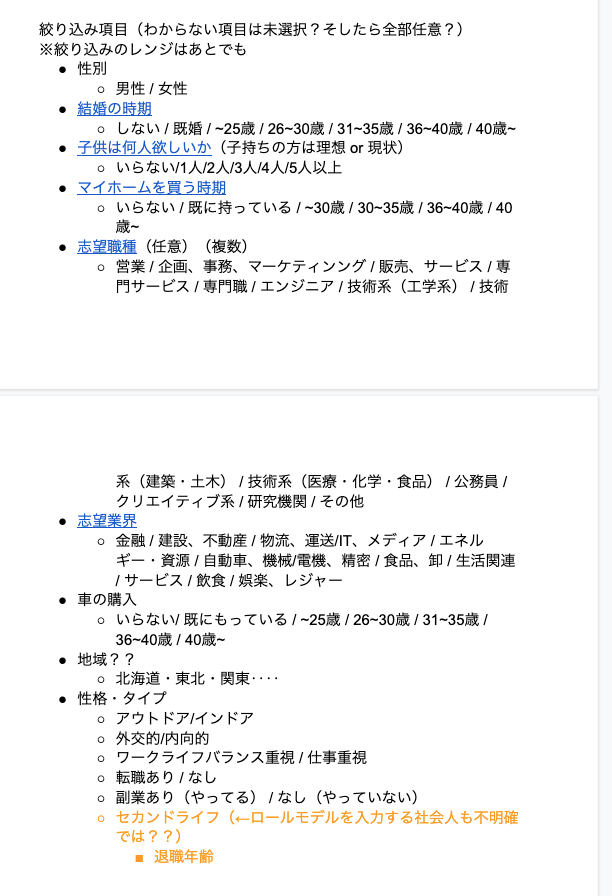 絞り込み項目（わからない項目は未選択？そしたら全部任意？）
※絞り込みのレンジはあとでも
● 性別
○ 男性 / 女性
● 結婚の時期
○ しない / 既婚 / ~25歳 / 26~30歳 / 31~35歳 / 36~40歳 / 40歳~
● 子供は何人欲しいか（子持ちの方は理想 or 現状）
○ いらない/1人/2人/3人/4人/5人以上
● マイホームを買う時期
○ いらない / 既に持っている / ~30歳 / 30~35歳 / 36~40歳 / 40
歳~
● 志望職種（任意）（複数）
○ 営業 / 企画、事務、マーケティンング / 販売、サービス / 専
門サービス / 専門職 / エンジニア / 技術系（工学系） / 技術
系（建築・土木） / 技術系（医療・化学・食品） / 公務員 /
クリエイティブ系 / 研究機関 / その他
● 志望業界
○ 金融 / 建設、不動産 / 物流、運送/IT、メディア / エネル
ギー・資源 / 自動車、機械/電機、精密 / 食品、卸 / 生活関連
/ サービス / 飲食 / 娯楽、レジャー
● 車の購入
○ いらない/ 既にもっている / ~25歳 / 26~30歳 / 31~35歳 /
36~40歳 / 40歳~
● 地域？？
○ 北海道・東北・関東‥‥
● 性格・タイプ
○ アウトドア/インドア
○ 外交的/内向的
○ ワークライフバランス重視 / 仕事重視
○ 転職あり / なし
○ 副業あり（やってる） / なし（やっていない）
○ セカンドライフ（←ロールモデルを入力する社会人も不明確
では？？）
■ 退職年齢